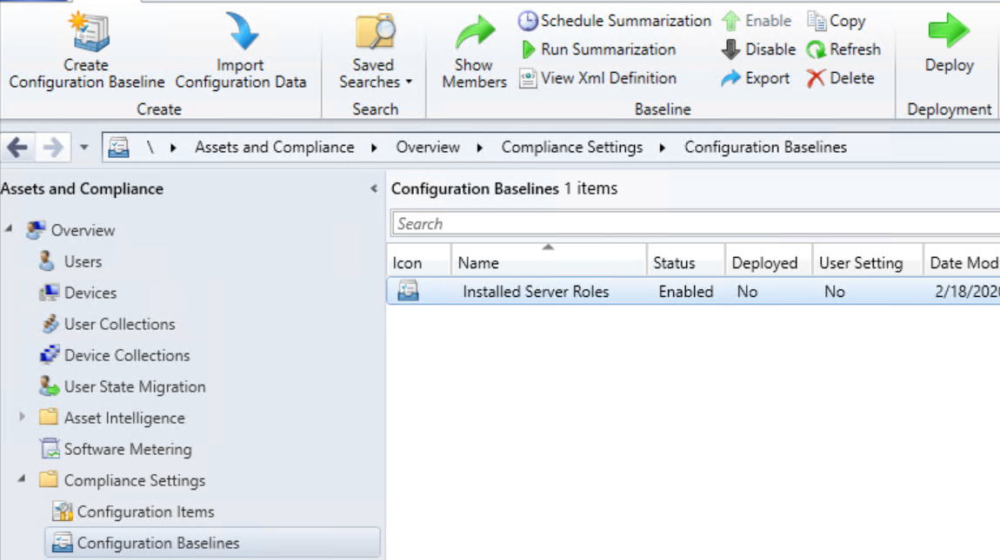 Create
Configuration Baseline
Import
Configuration Data
Create
Saved
Searches
Search
Show
Members
Schedule Summarization
Run Summarization
View Xml Definition
Enable
Disable
Export
Copy
Refresh
Delete
Baseline
Deploy
Deployment
\ Assets and Compliance Overview Compliance Settings Configuration Baselines
Assets and Compliance
Overview
Users
Devices
User Collections
Device Collections
User State Migration
Asset Intelligence
Software Metering
Compliance Settings
Configuration Items
Configuration Baselines
Configuration Baselines 1 items
Search
Icon Name Status Deployed User Setting Date Mod
Installed Server Roles Enabled No No 2/18/2020